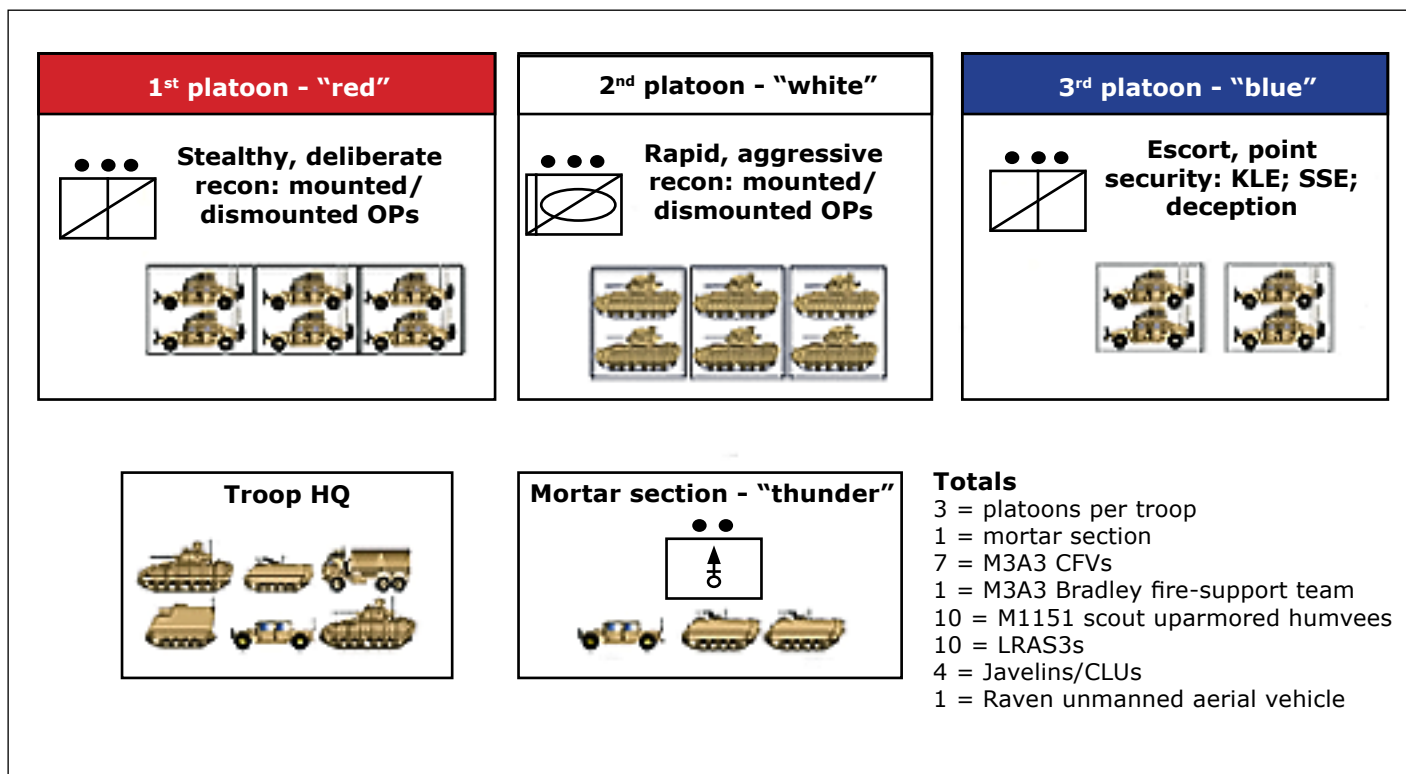 1st platoon - “red”
Stealthy, deliberate
recon: mounted/
dismounted OPs
2nd platoon - “white”
Rapid, aggressive
recon: mounted/
dismounted OPs
3rd platoon - “blue”
Escort, point
security: KLE; SSE;
deception
Troop HQ
Mortar section - “thunder”
Totals
3 = platoons per troop
1 = mortar section
7 = M3A3 CFVs
1 = M3A3 Bradley fire-support team
10 = M1151 scout uparmored humvees
10 = LRAS3s
4 = Javelins/CLUs
1 = Raven unmanned aerial vehicle